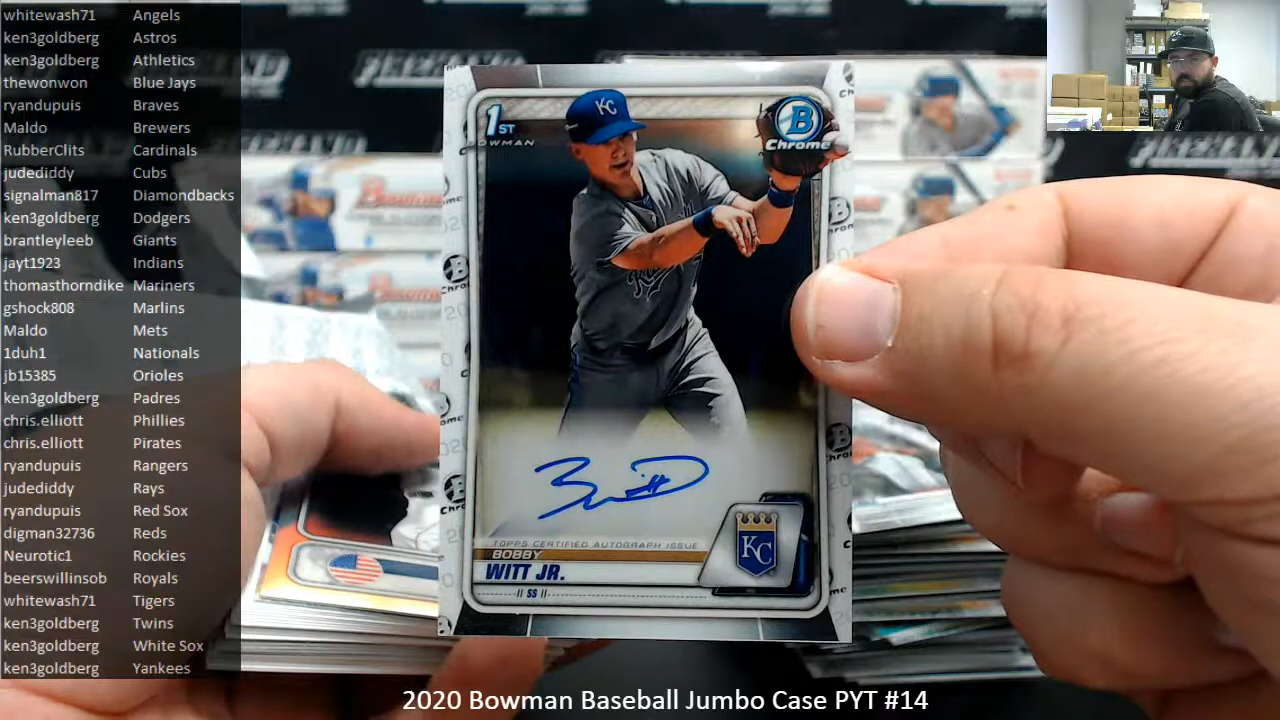 whitewash71 Angels
ken3goldberg Astros
ken3goldberg Athletics
thewonwon Blue Jays
ryandupuis Braves
Maldo Brewers
RubberClits Cardinals
judediddy Cubs
signalman817 Diamondbacks
ken3goldberg Dodgers
brantleyleeb Giants
jayt1923 Indians
thomasthorndike Mariners
gshock808 Marlins
Maldo Mets
1duh1 Nationals
jb15385 Orioles
ken3goldberg Padres
chris.elliott Phillies
chris.elliott Pirates
ryandupuis Rangers
judediddy Rays
ryandupuis Red Sox
digman32736 Reds
Neurotic1 Rockies
beerswillinsob Royals
whitewash71 Tigers
ken3goldberg Twins
ken3goldberg White Sox
ken3goldberg Yankees
1ST
BOWMAN
KC
B
Chrome
TOPPS CERTIFIED AUTOGRAPH ISSUE
BOBBY
WITT JR.
SS
KC
2020 Bowman Baseball Jumbo Case PYT #14